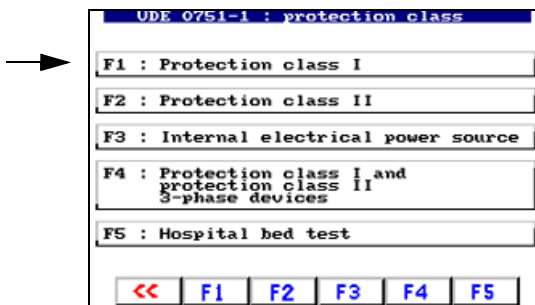 UDE 0751-1 : protection class
F1 : Protection class I
F2 : Protection class II
F3 : Internal electrical power source
F4 : Protection class I and
protection class II
3-phase devices
F5 : Hospital bed test
<< F1 F2 F3 F4 F5